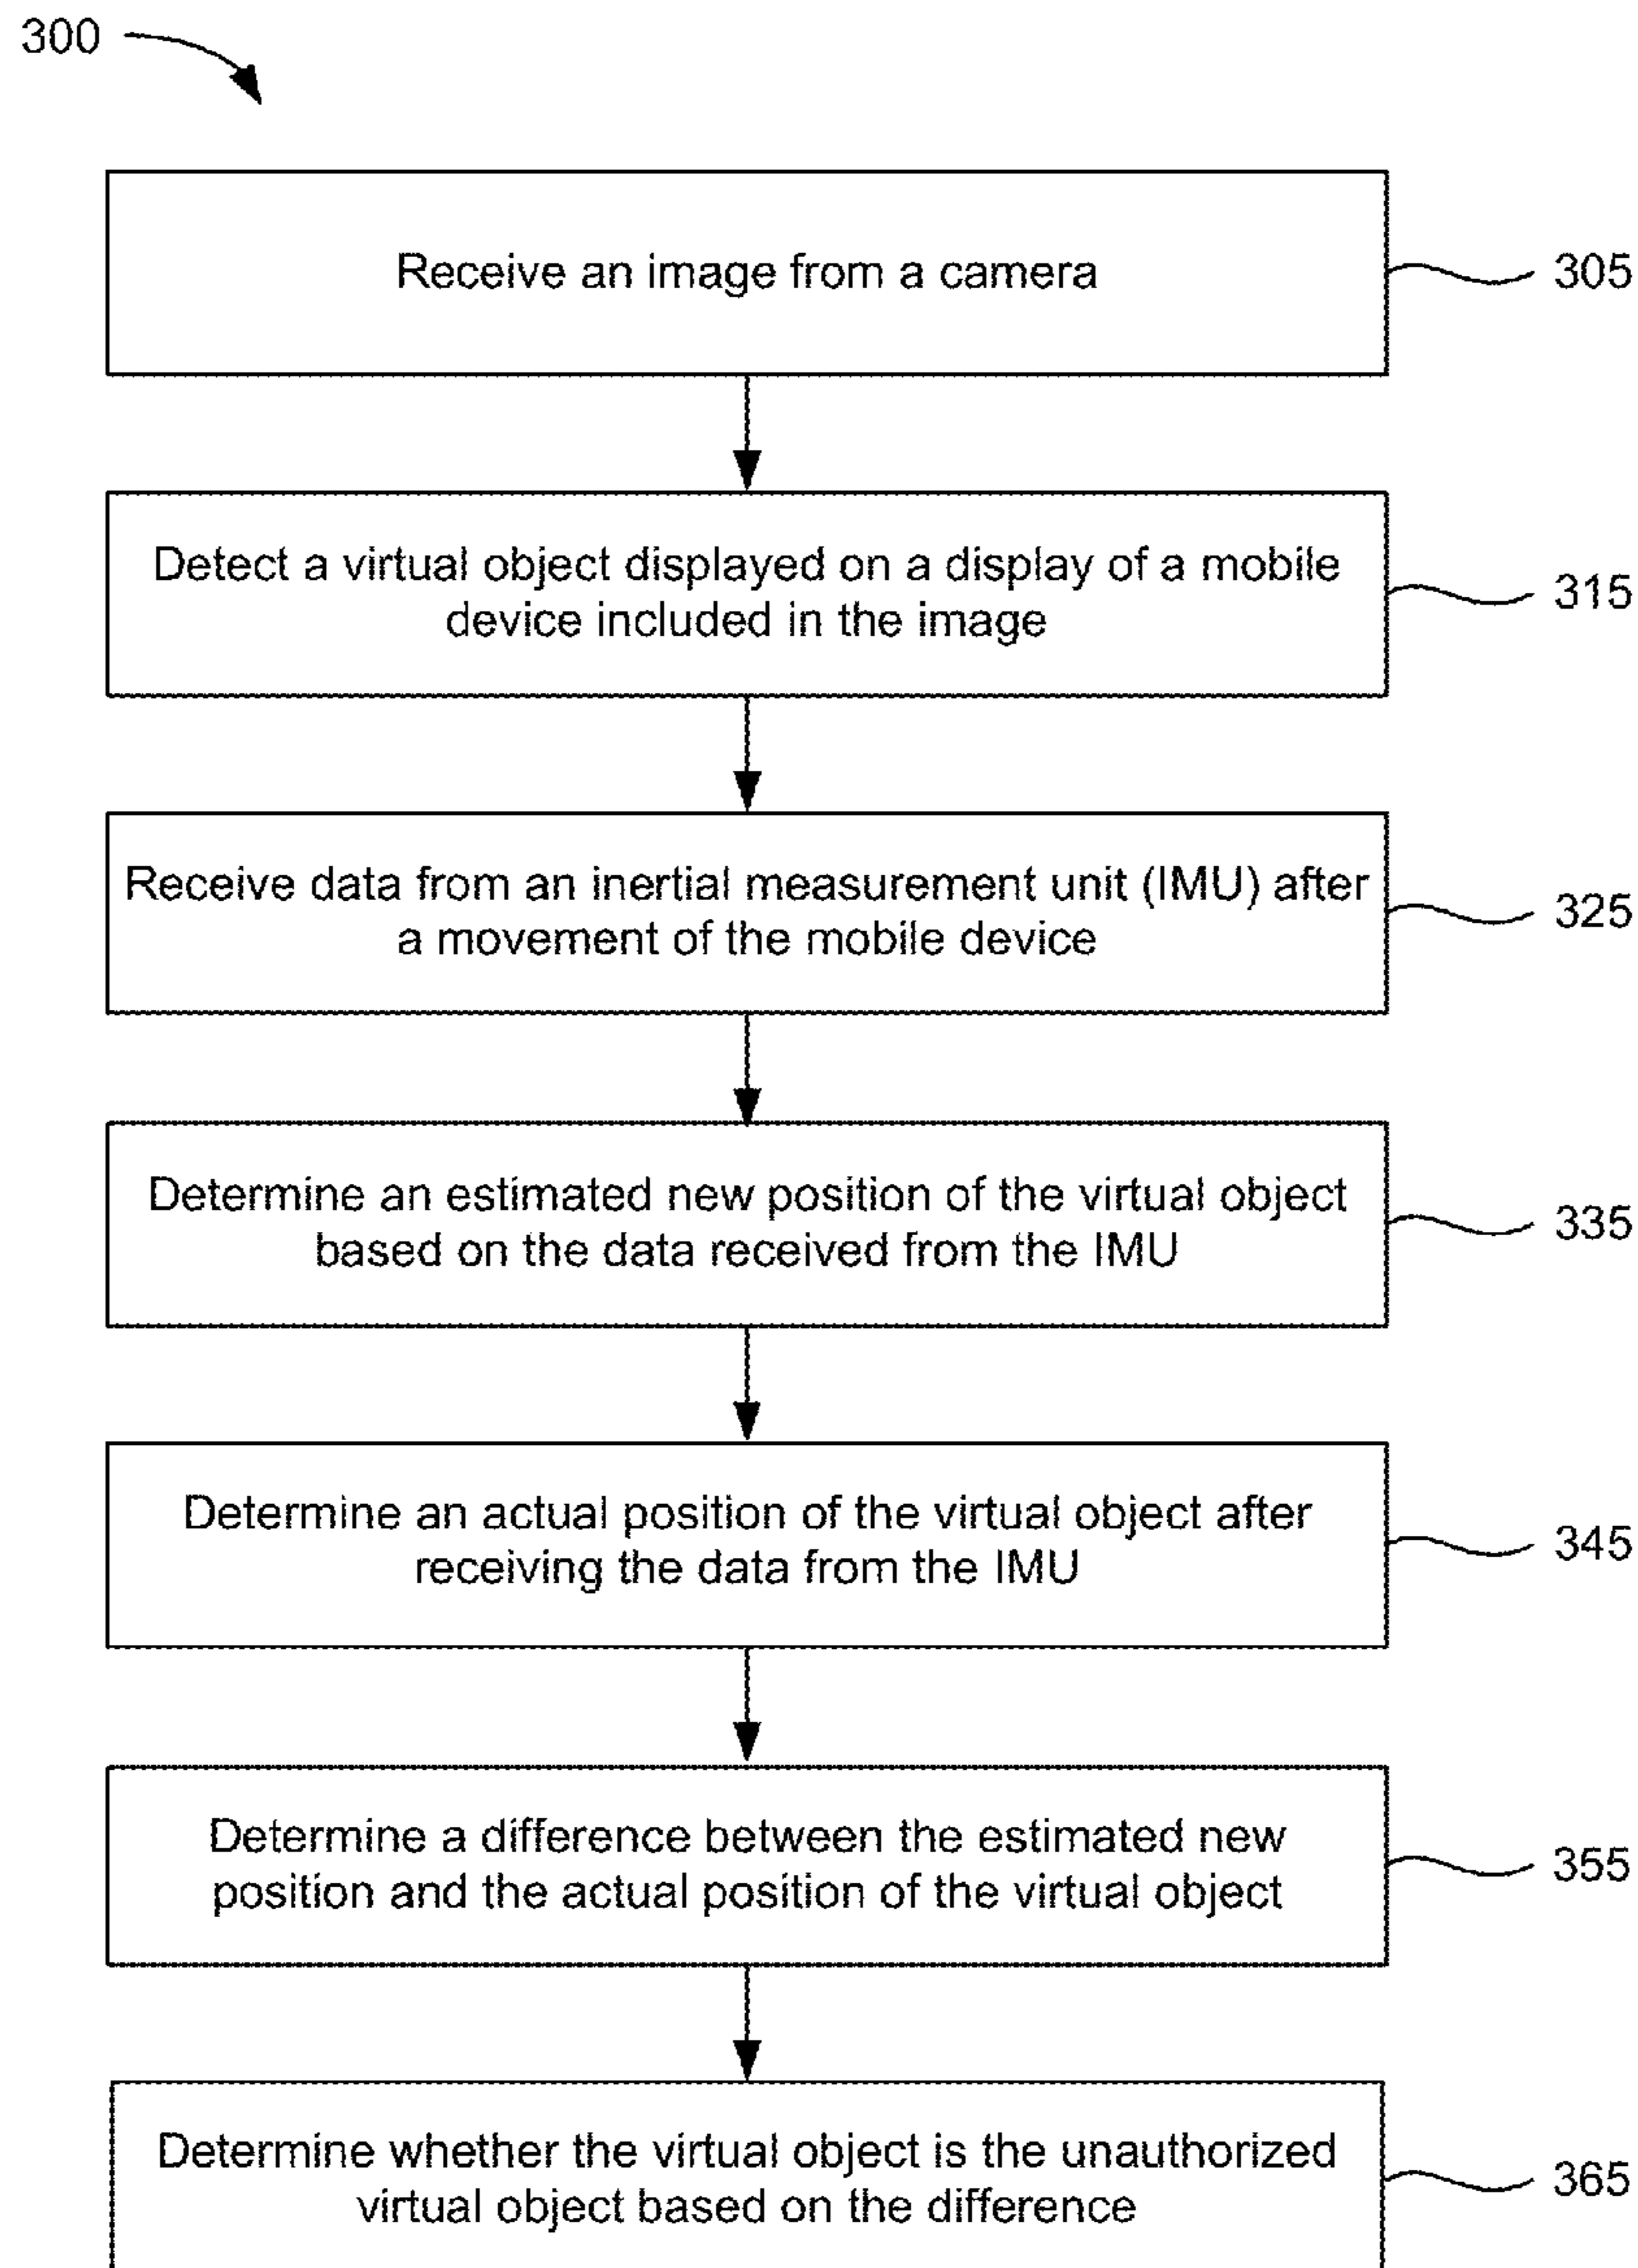 300
Receive an image from a camera
305
Detect a virtual object displayed on a display of a mobile
device included in the image
315
Receive data from an inertial measurement unit (IMU) after
a movement of the mobile device
325
Determine an estimated new position of the virtual object
based on the data received from the IMU
335
Determine an actual position of the virtual object after
receiving the data from the IMU
345
Determine a difference between the estimated new
position and the actual position of the virtual object
355
Determine whether the virtual object is the unauthorized
virtual object based on the difference
365